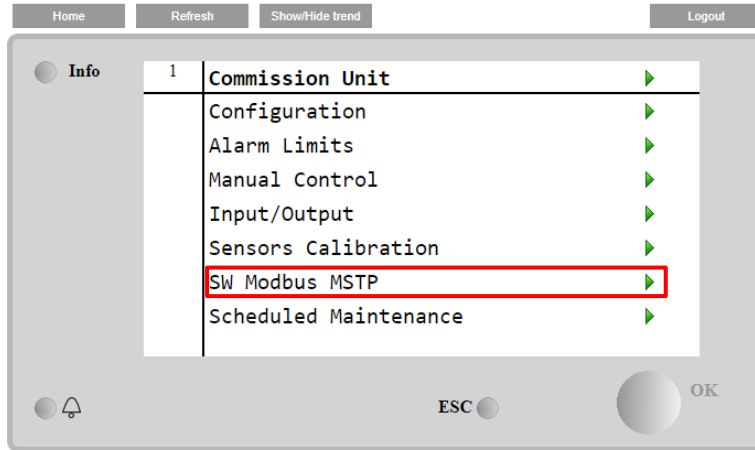 Home Refresh Show/Hide trend Logout
Info
1 Commission Unit
Configuration
Alarm Limits
Manual Control
Input/Output
Sensors Calibration
SW Modbus MSTP
Scheduled Maintenance
ESC OK